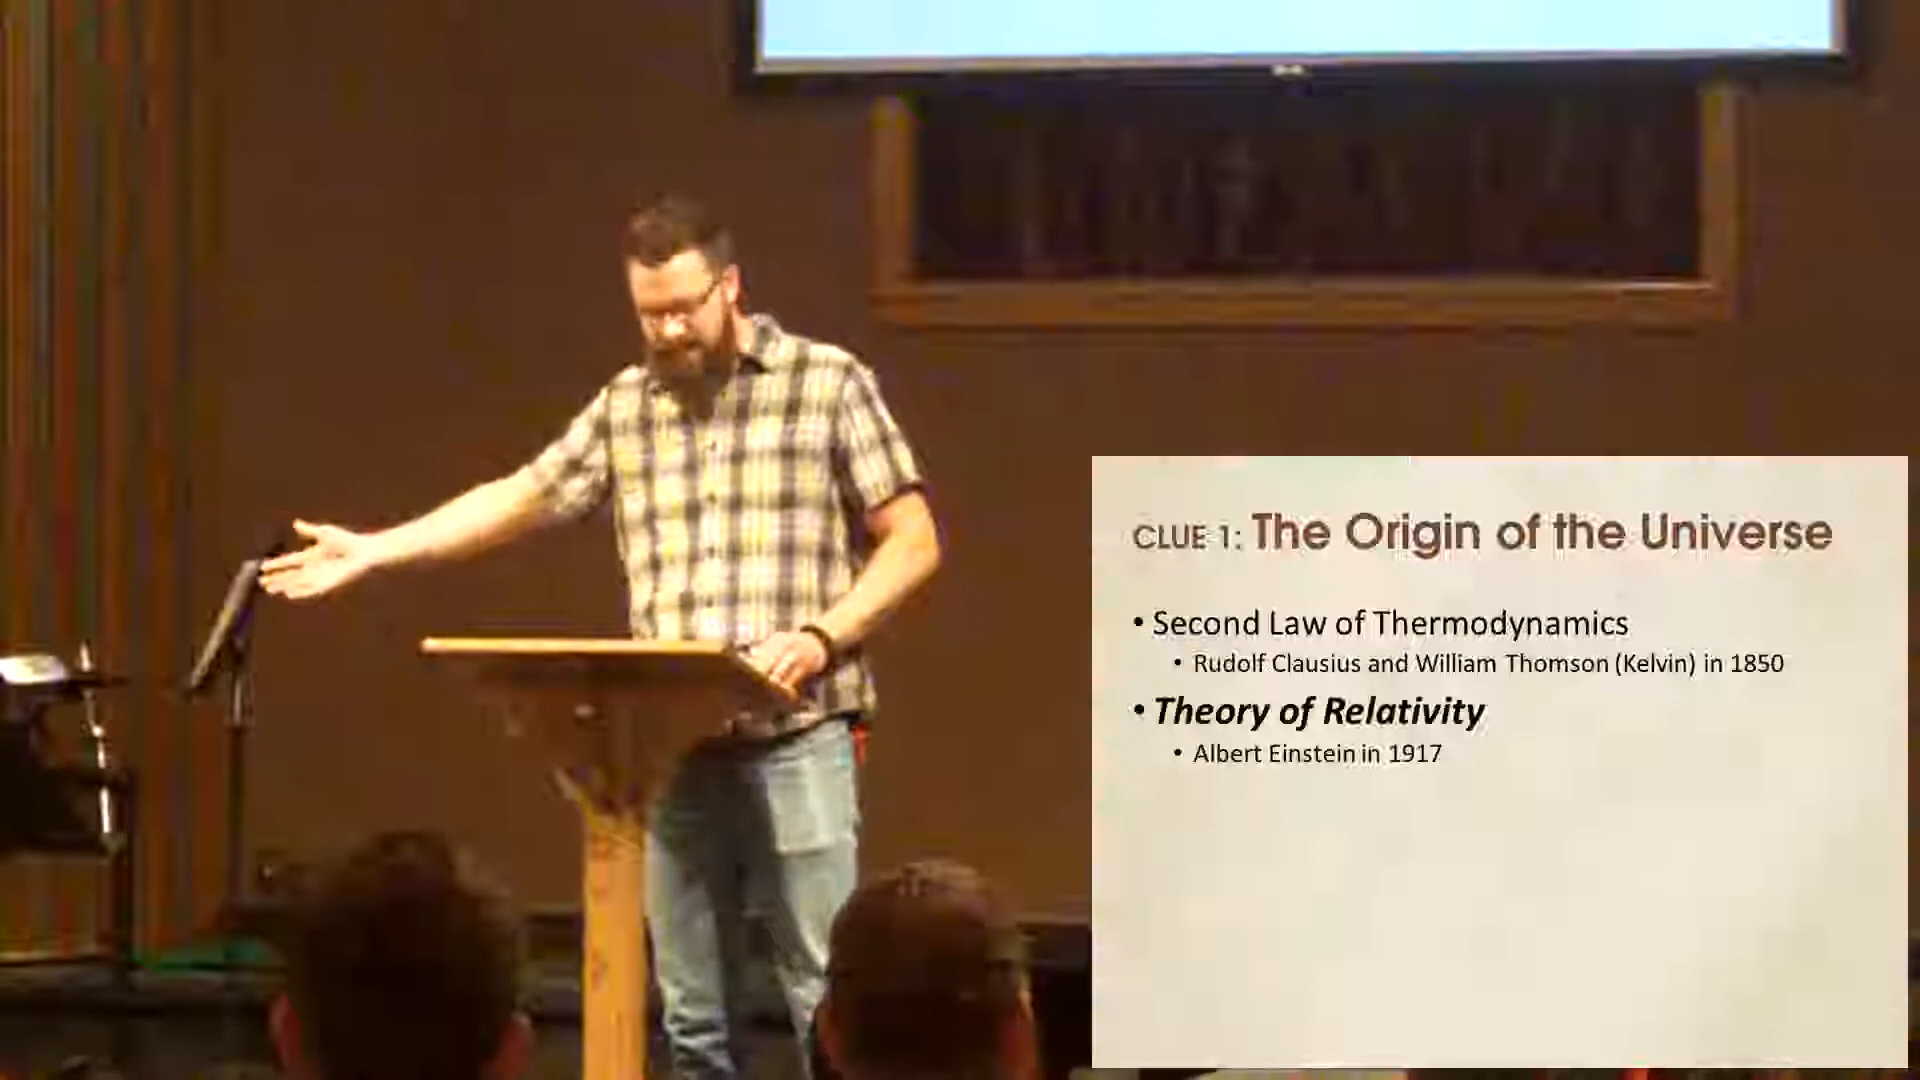 CLUE 1: The Origin of the Universe
• Second Law of Thermodynamics
• Rudolf Clausius and William Thomson (Kelvin) in 1850
• Theory of Relativity
• Albert Einstein in 1917